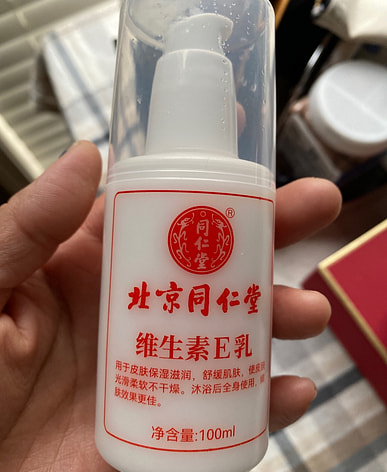 同仁堂
®
北京同仁堂
维生素E乳
用于皮肤保湿滋润，舒缓肌肤，使皮肤
光滑柔软不干燥。沐浴后全身使用，
肤效果更佳。
净含量:100ml